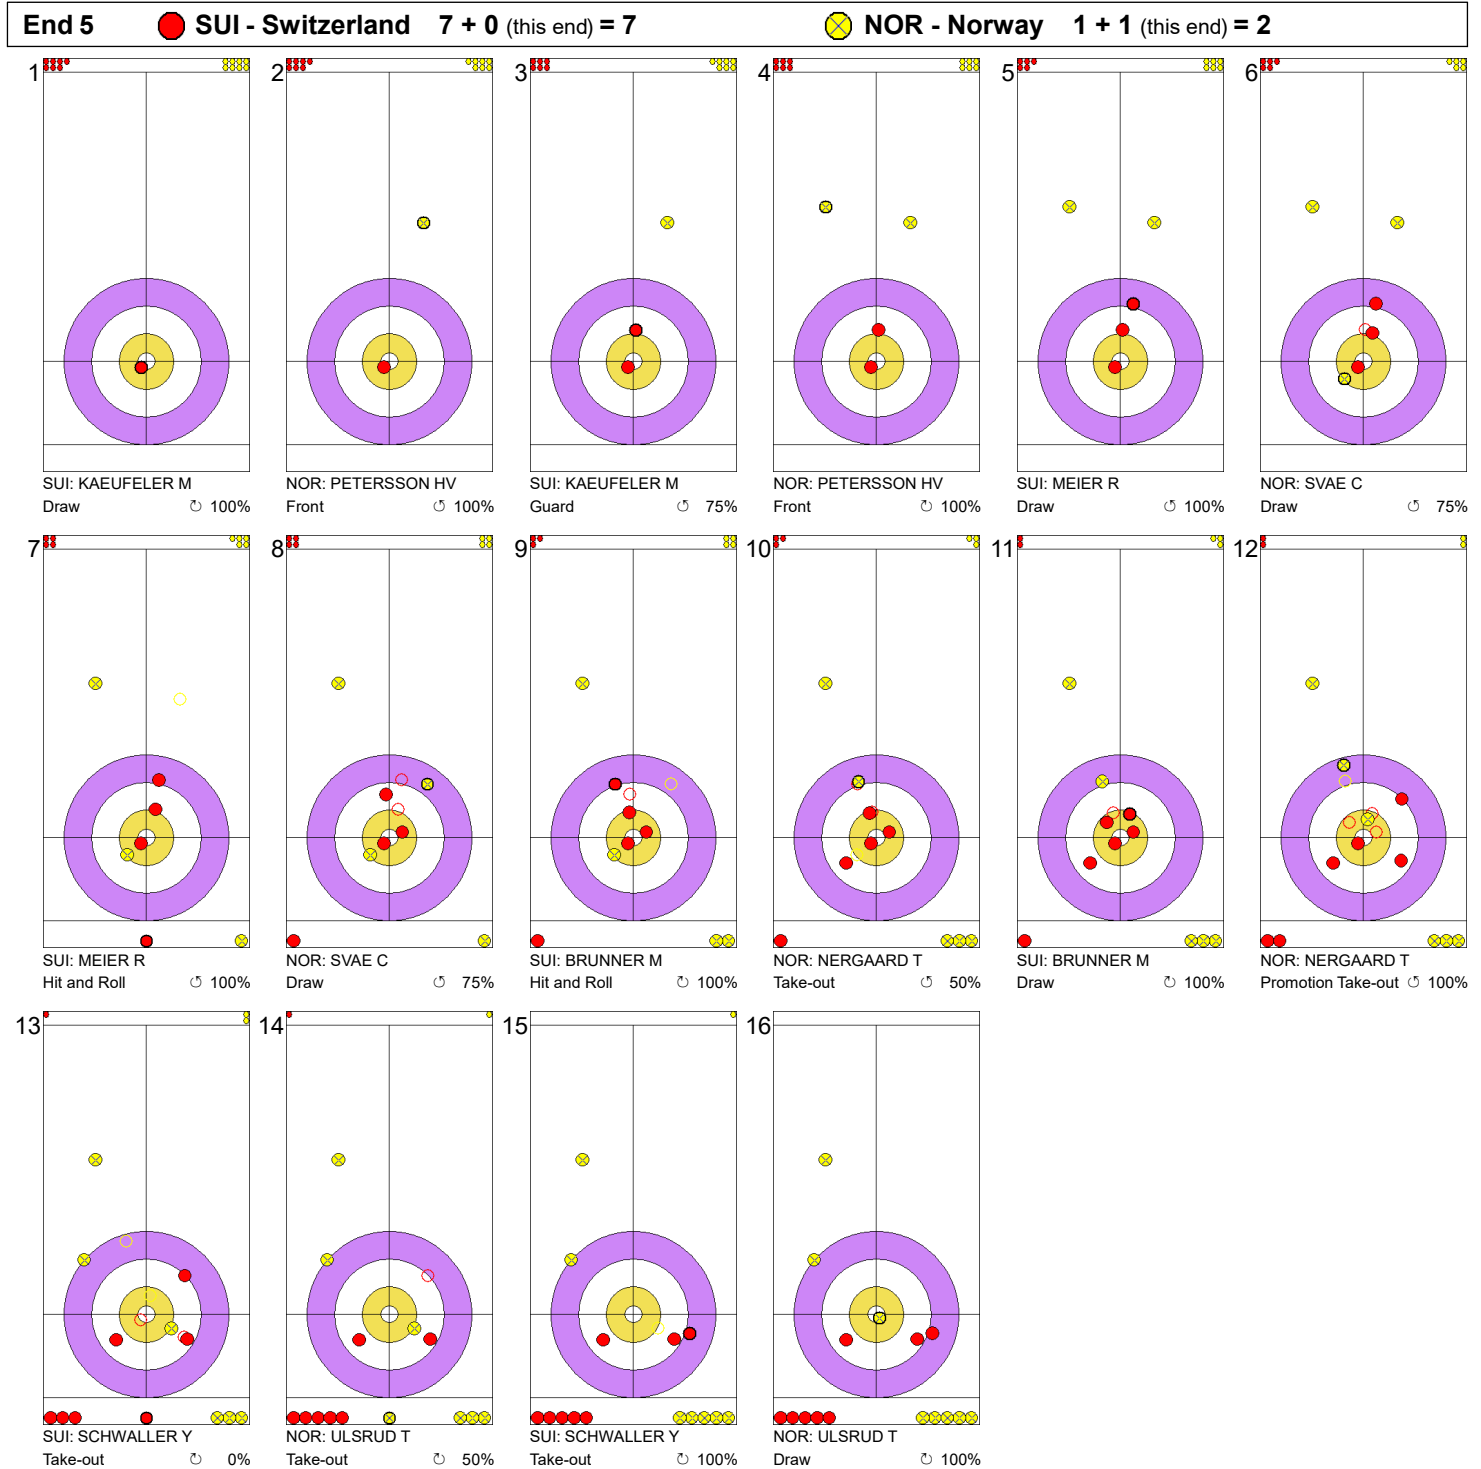 End 5 SUI - Switzerland 7 + 0 (this end) = 7 NOR - Norway 1 + 1 (this end) = 2
1 2 3 4 5 6
SUI: KAEUFELER M NOR: PETERSSON HV SUI: KAEUFELER M NOR: PETERSSON HV SUI: MEIER R NOR: SVAE C
Draw ↻ 100% Front ↻ 100% Guard ↺ 75% Front ↻ 100% Draw ↺ 100% Draw ↺ 75%
7 8 9 10 11 12
SUI: MEIER R NOR: SVAE C SUI: BRUNNER M NOR: NERGAARD T SUI: BRUNNER M NOR: NERGAARD T
Hit and Roll ↺ 100% Draw ↺ 75% Hit and Roll ↻ 100% Take-out ↺ 50% Draw ↻ 100% Promotion Take-out ↺ 100%
13 14 15 16
SUI: SCHWALLER Y NOR: ULSRUD T SUI: SCHWALLER Y NOR: ULSRUD T
Take-out ↻ 0% Take-out ↻ 50% Take-out ↻ 100% Draw ↻ 100%